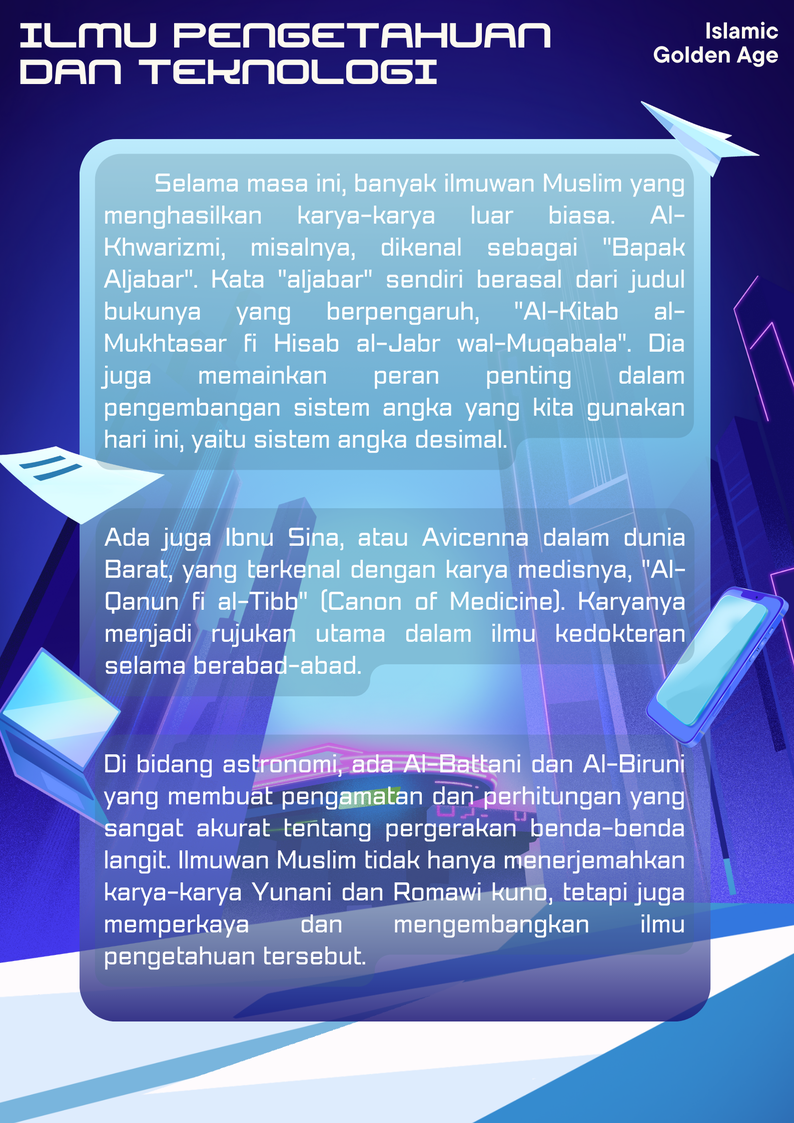 ILMU PENGETAHUAN
DAN TEKNOLOGI
Islamic
Golden Age
Selama masa ini, banyak ilmuwan Muslim yang
menghasilkan karya-karya luar biasa. Al-
Khwarizmi, misalnya, dikenal sebagai "Bapak
Aljabar". Kata "aljabar" sendiri berasal dari judul
bukunya yang berpengaruh, "Al-Kitab al-
Mukhtasar fi Hisab al-Jabr wal-Muqabala". Dia
juga memainkan peran penting dalam
pengembangan sistem angka yang kita gunakan
hari ini, yaitu sistem angka desimal.
Ada juga Ibnu Sina, atau Avicenna dalam dunia
Barat, yang terkenal dengan karya medisnya, "Al-
Qanun fi al-Tibb" (Canon of Medicine). Karyanya
menjadi rujukan utama dalam ilmu kedokteran
selama berabad-abad.
Di bidang astronomi, ada Al-Battani dan Al-Biruni
yang membuat pengamatan dan perhitungan yang
sangat akurat tentang pergerakan benda-benda
langit. Ilmuwan Muslim tidak hanya menerjemahkan
karya-karya Yunani dan Romawi kuno, tetapi juga
memperkaya dan mengembangkan ilmu
pengetahuan tersebut.